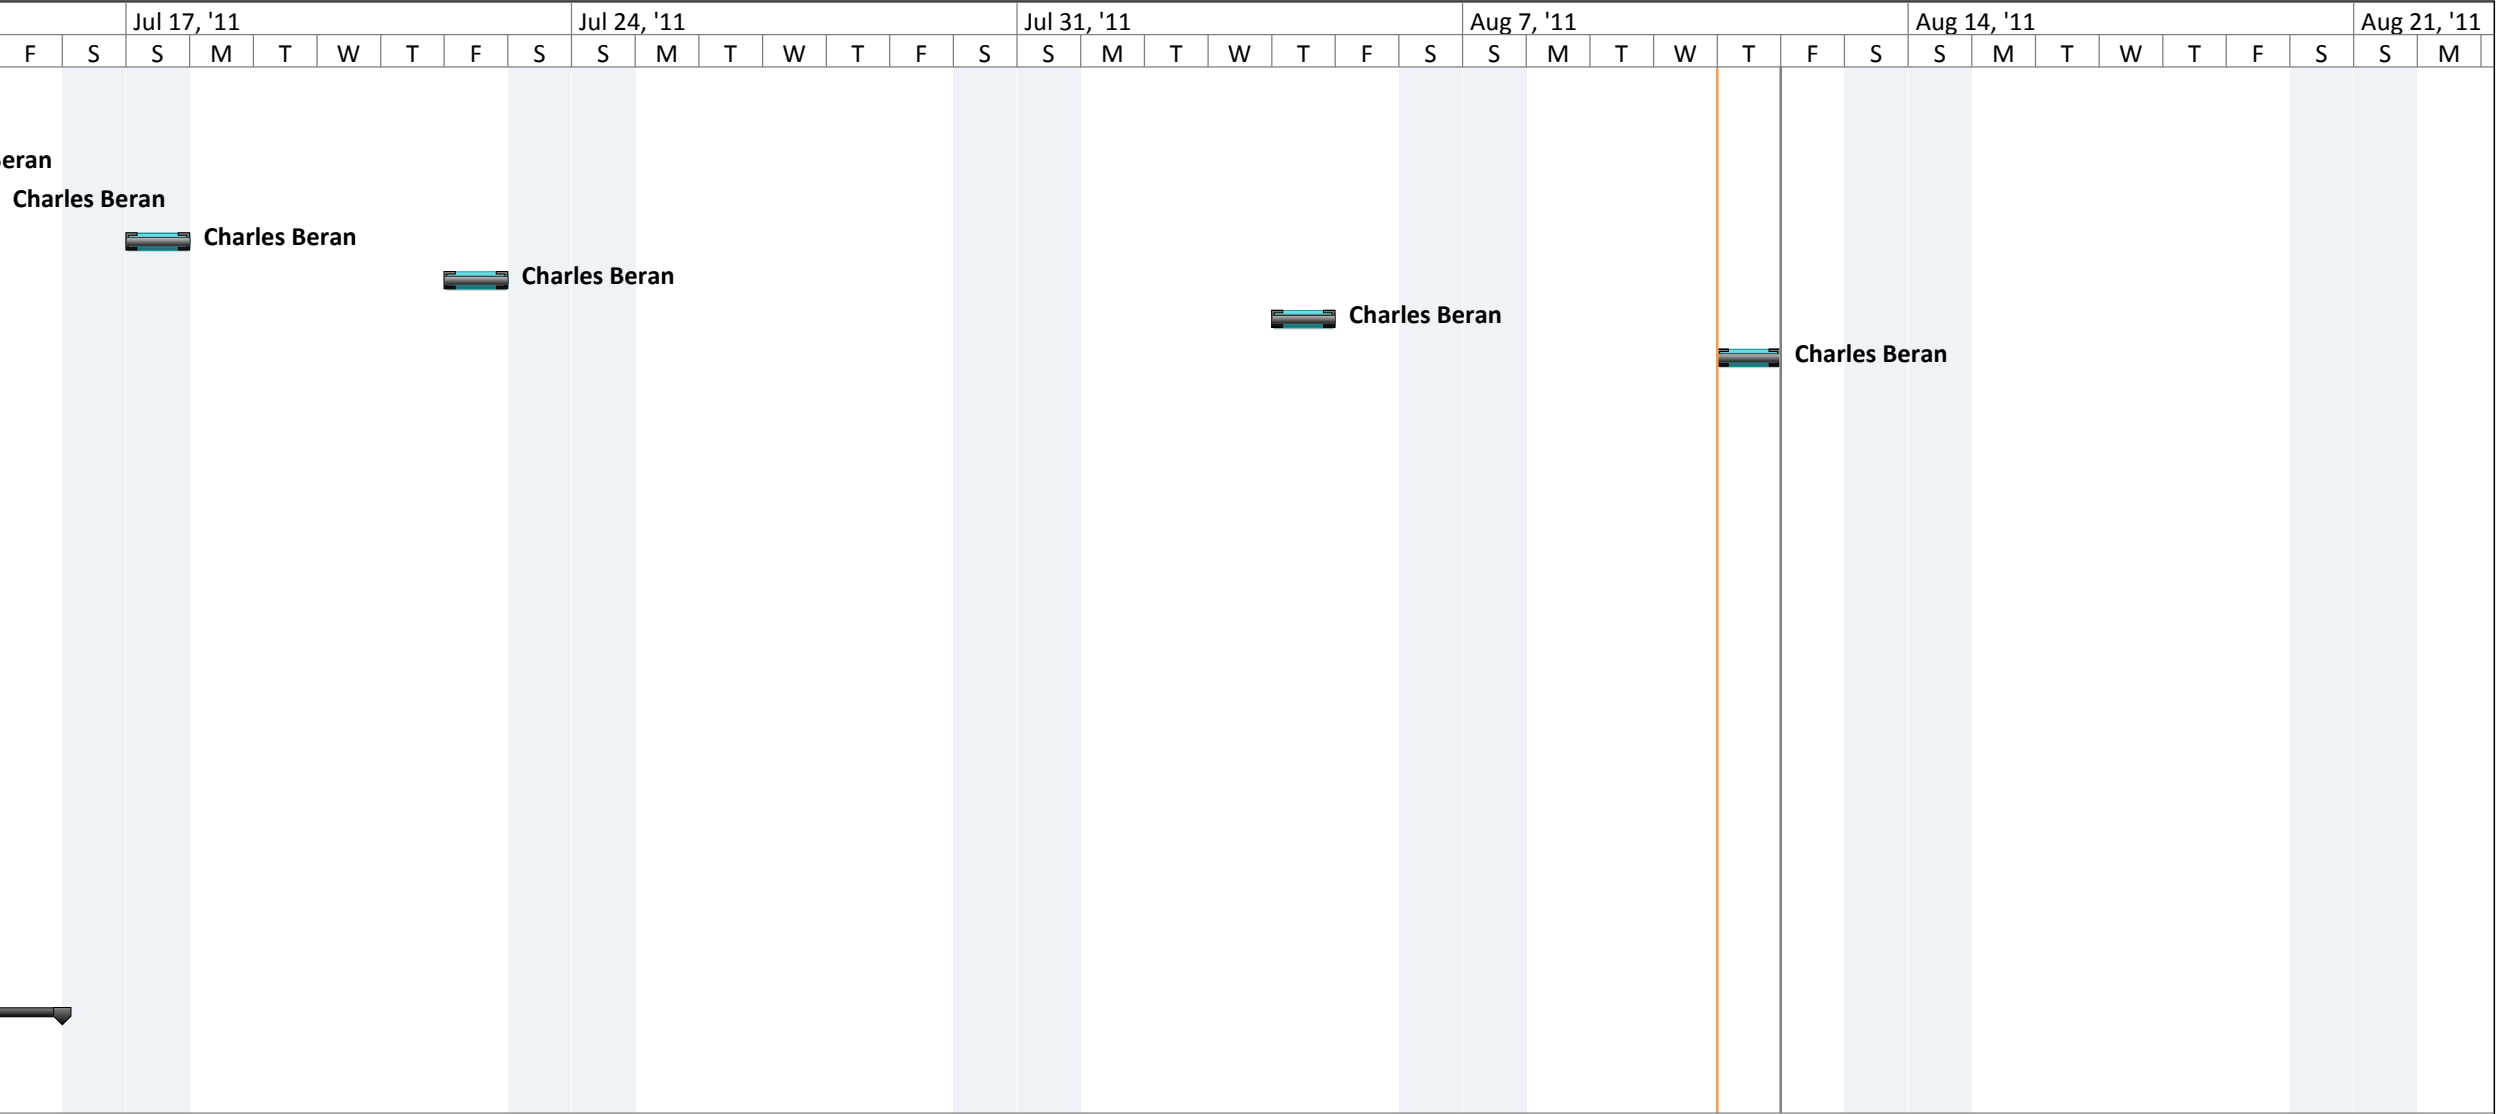 Jul 17, '11 Jul 24, '11 Jul 31, '11 Aug 7, '11 Aug 14, '11 Aug 21, '11
F S S M T W T F S S M T W T F S S M T W T F S S M T W T F S S M T W T F S S M
eran
Charles Beran
Charles Beran
Charles Beran
Charles Beran
Charles Beran